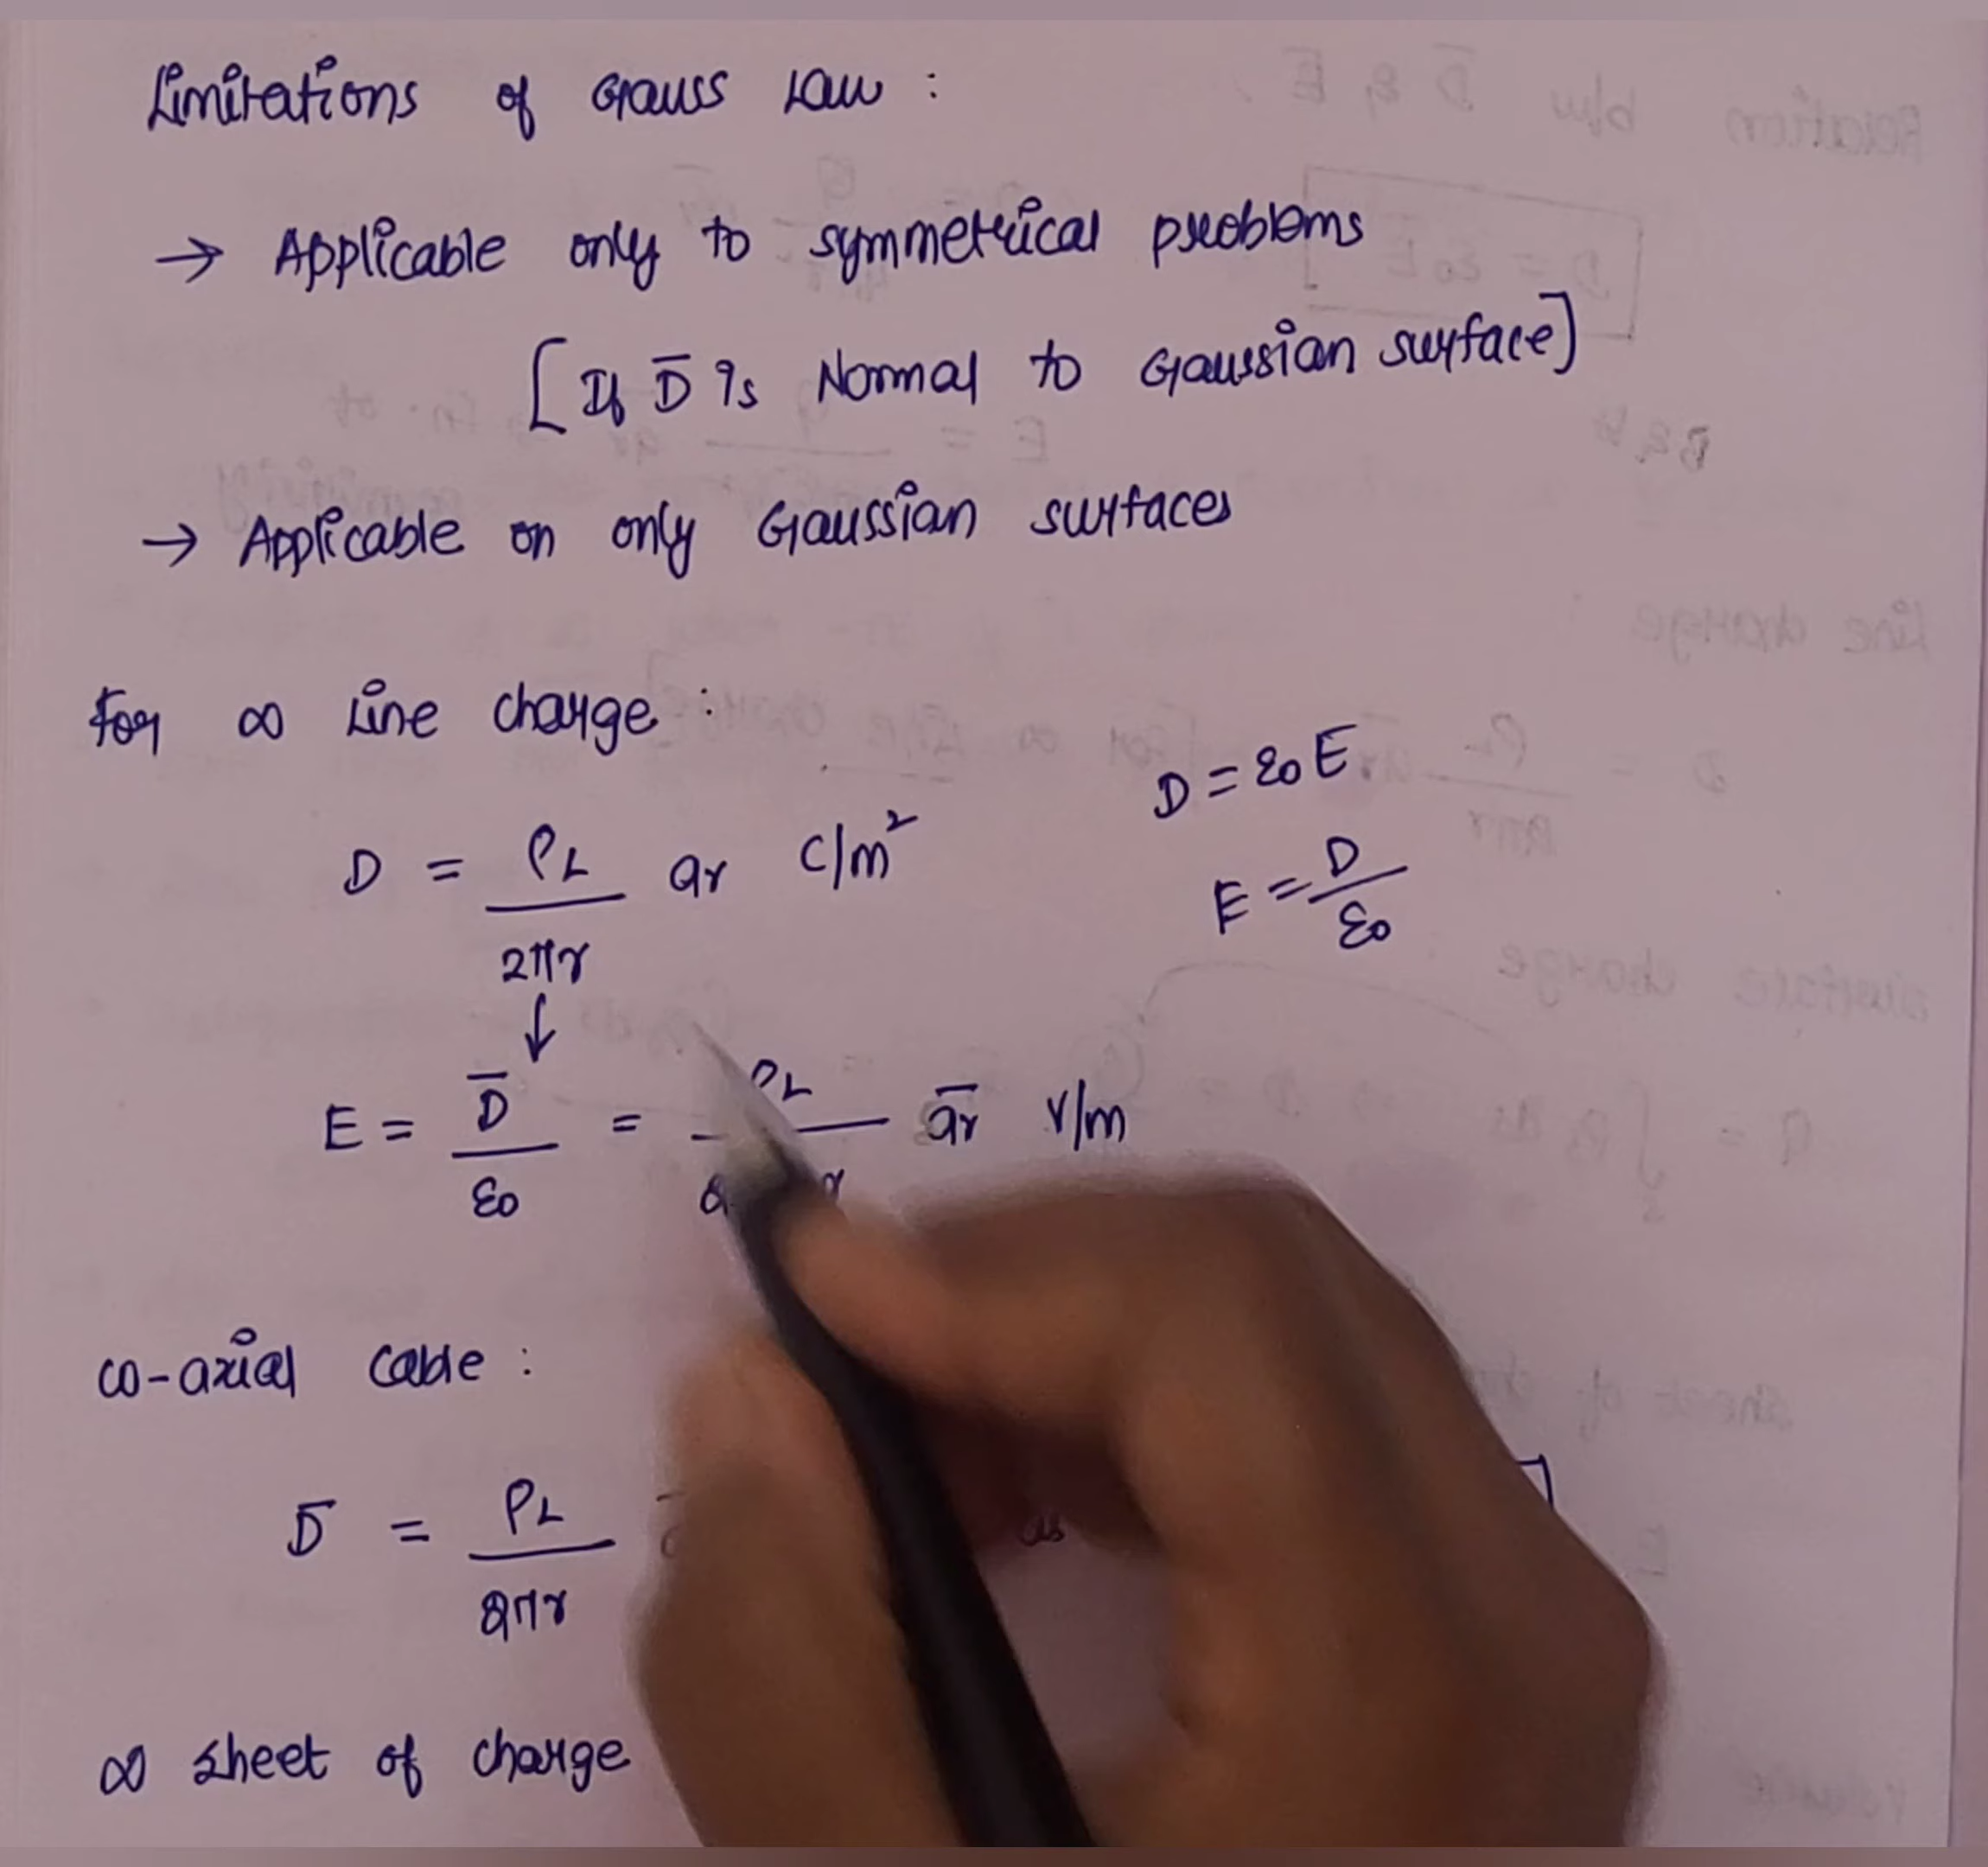 Limitations of Gauss Law :
→ Applicable only to symmetrical problems
[If D̅ is Normal to Gaussian surface]
→ Applicable on only Gaussian surfaces
For ∞ Line charge :
D = ρL / 2πr ar C/m²
D = ε0 E
E = D / ε0
↓
E = D̅ / ε0 = ρL / a̅r V/m
co-axial cable :
D̅ = ρL / 2πr
as ]
∞ sheet of charge